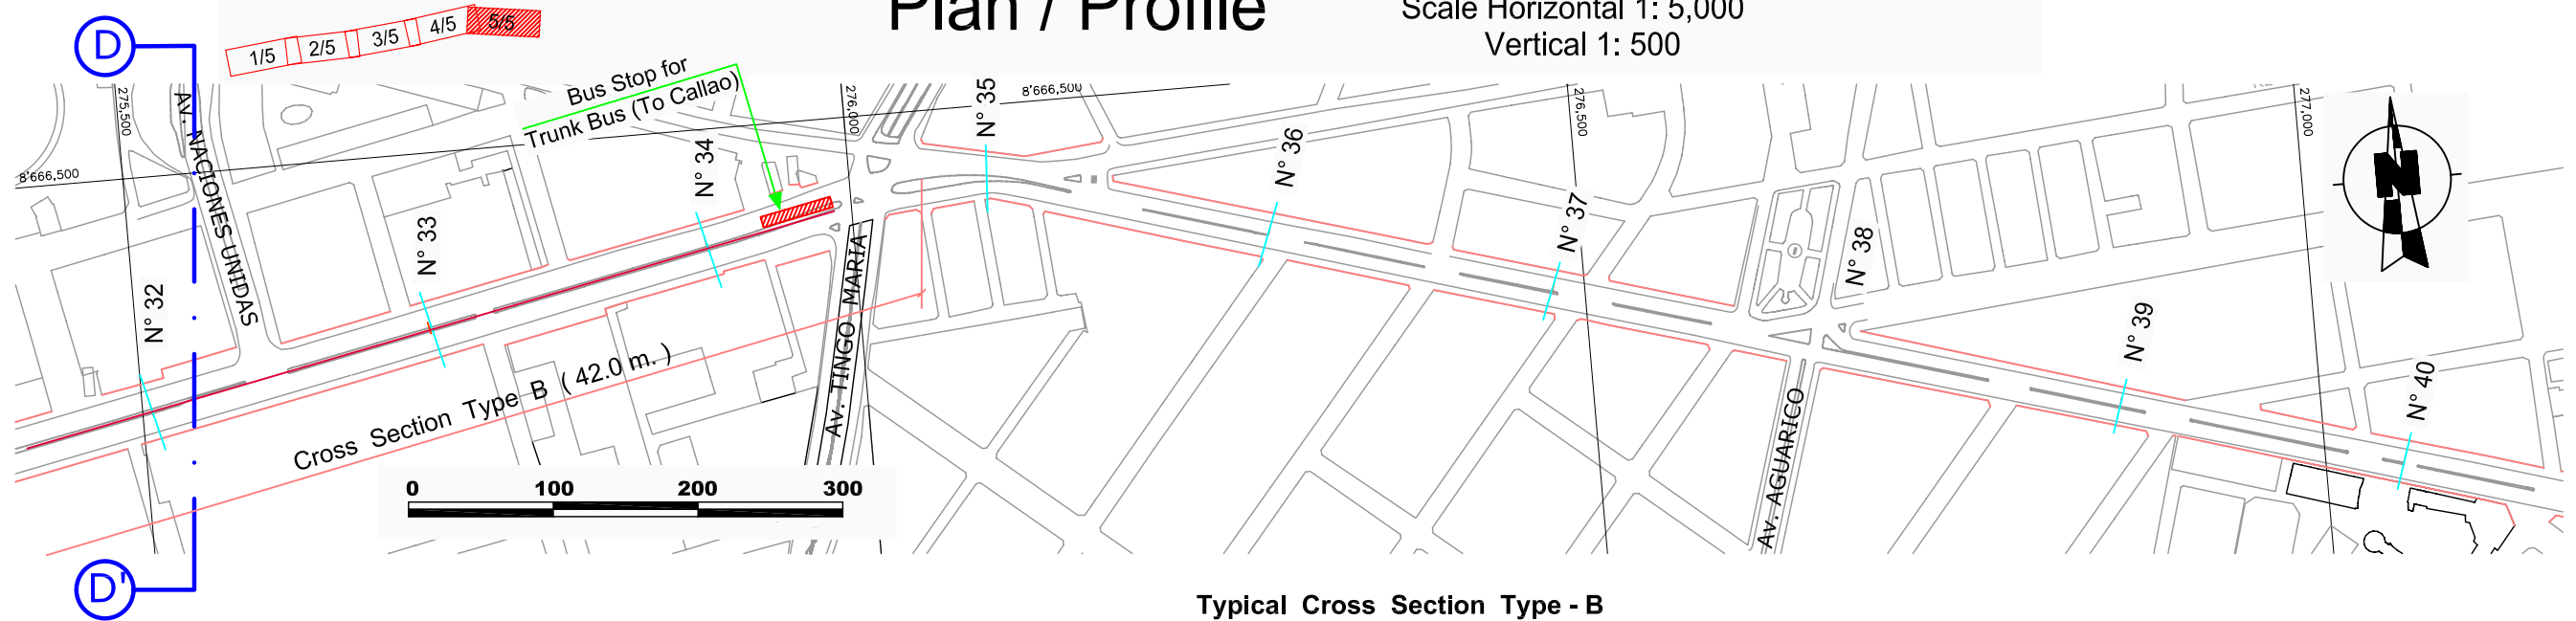 Plan / Profile
Scale Horizontal 1: 5,000
Vertical 1: 500
1/5
2/5
3/5
4/5
5/5
D
Bus Stop for
Trunk Bus (To Callao)
275,500
276,000
276,500
277,000
8'666,500
8'666,500
AV. NACIONES UNIDAS
N° 32
N° 33
N° 34
N° 35
N° 36
N° 37
N° 38
N° 39
N° 40
N
Av. TINGO MARIA
Av. AGUARICO
Cross Section Type B ( 42.0 m. )
0 100 200 300
D'
Typical Cross Section Type - B